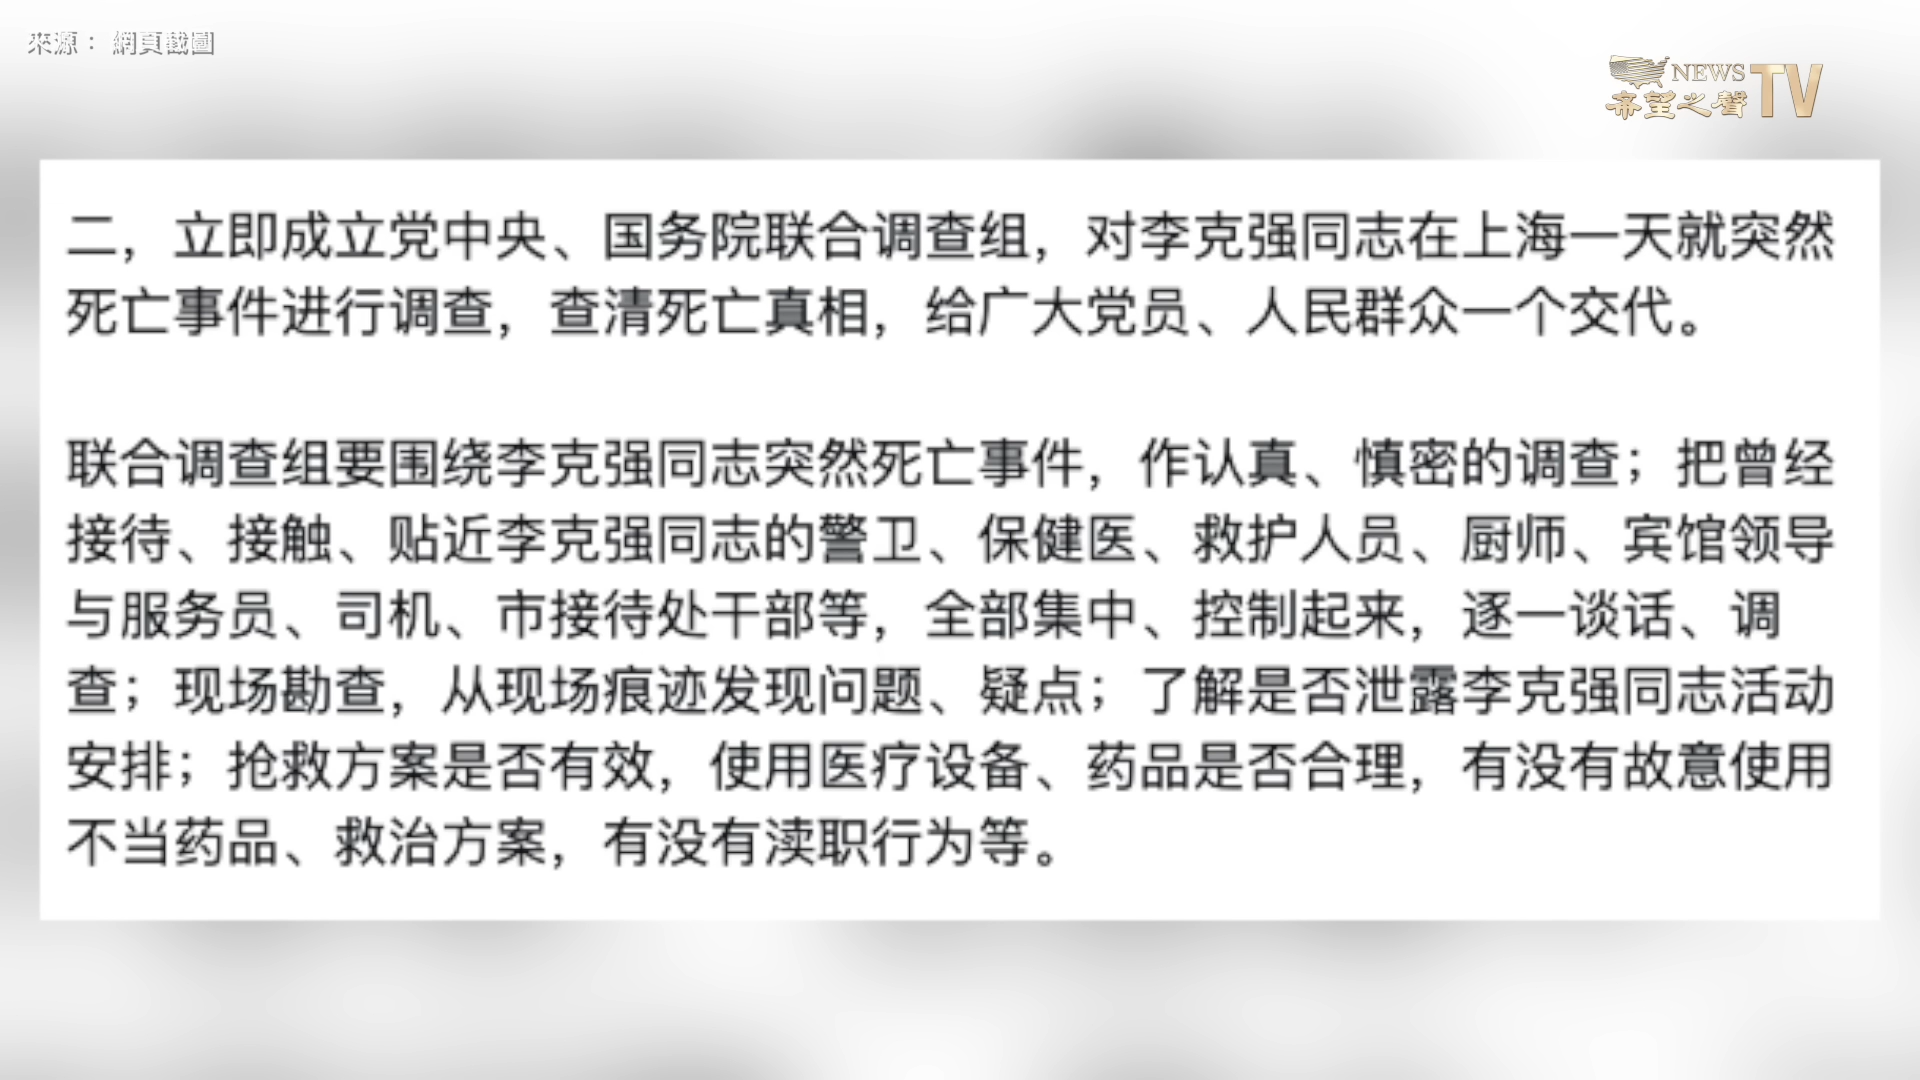 來源：網頁截圖
NEWS
希望之聲TV
二，立即成立党中央、国务院联合调查组，对李克强同志在上海一天就突然
死亡事件进行调查，查清死亡真相，给广大党员、人民群众一个交代。
联合调查组要围绕李克强同志突然死亡事件，作认真、慎密的调查；把曾经
接待、接触、贴近李克强同志的警卫、保健医、救护人员、厨师、宾馆领导
与服务员、司机、市接待处干部等，全部集中、控制起来，逐一谈话、调
查；现场勘查，从现场痕迹发现问题、疑点；了解是否泄露李克强同志活动
安排；抢救方案是否有效，使用医疗设备、药品是否合理，有没有故意使用
不当药品、救治方案，有没有渎职行为等。